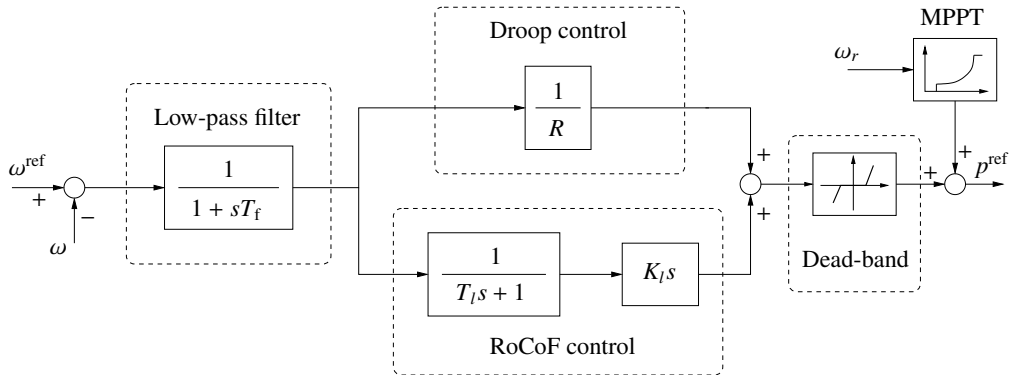 MPPT
Droop control
ω_r
1
R
Low-pass filter
ω^ref
+
−
ω
1
1 + sT_f
+
+
+
+
p^ref
Dead-band
1
T_l s + 1
K_l s
RoCoF control